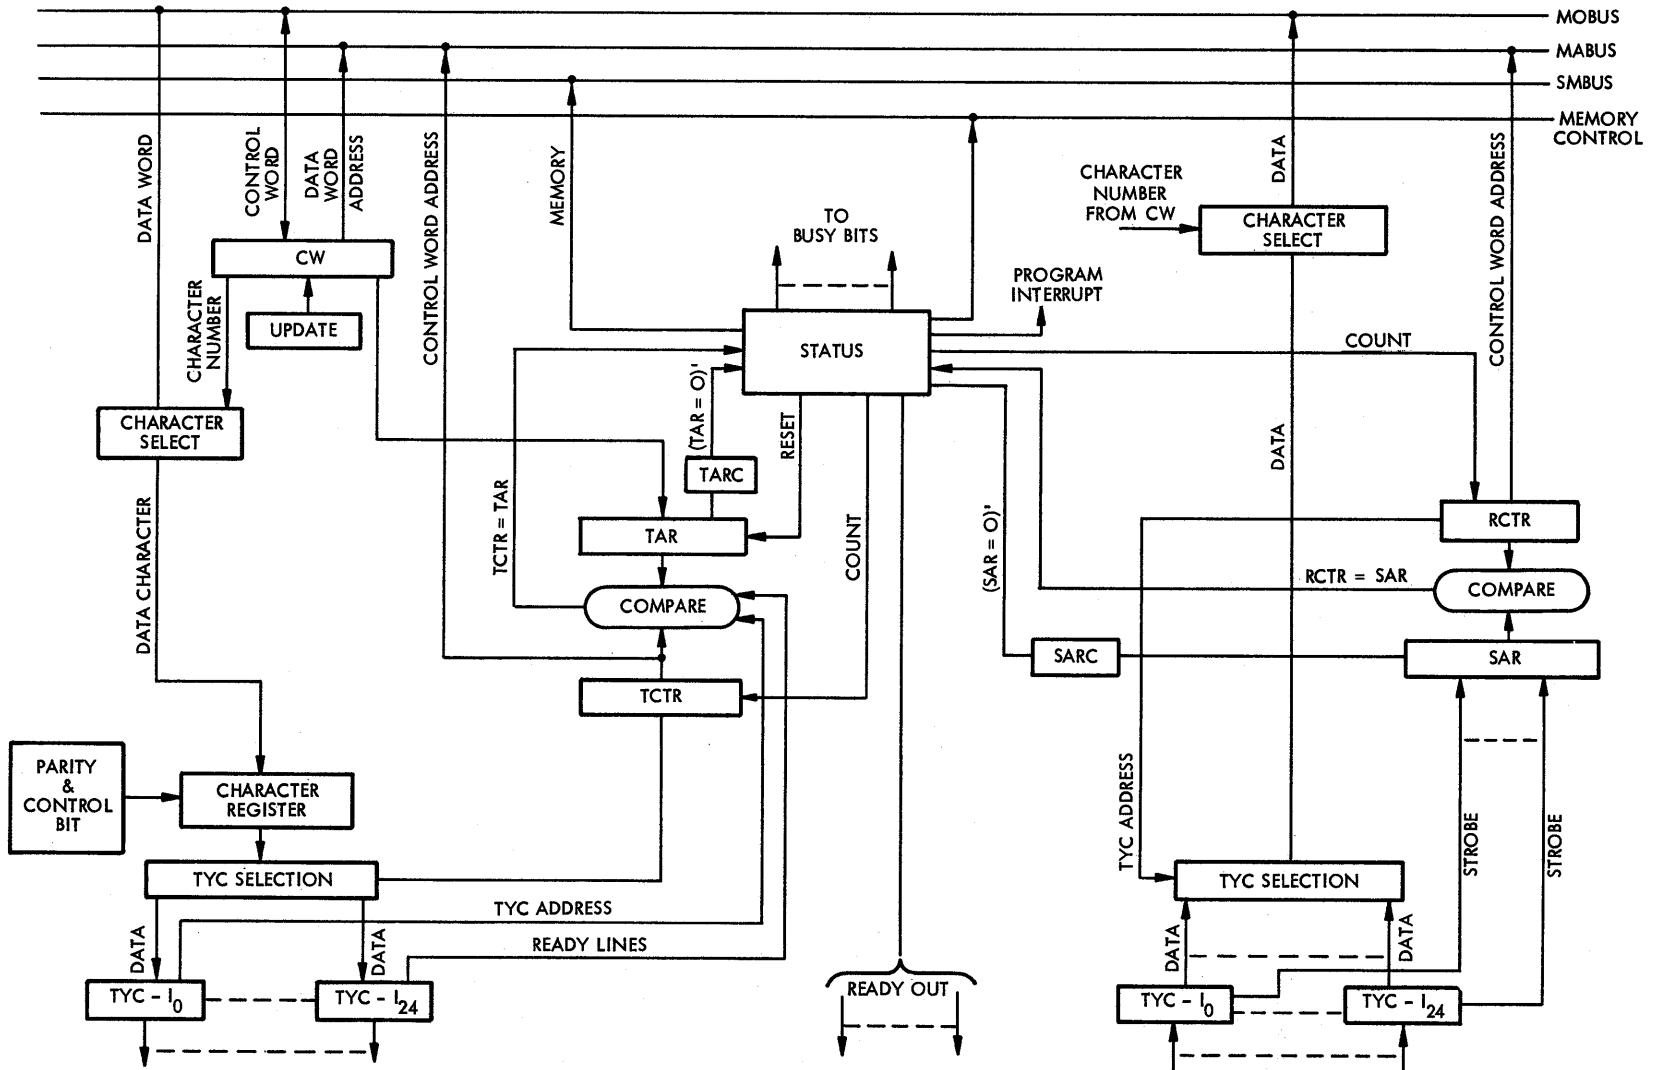 MOBUS
MABUS
SMBUS
MEMORY
CONTROL
DATA WORD
CONTROL
WORD
DATA
WORD
ADDRESS
CONTROL WORD ADDRESS
MEMORY
TO
BUSY BITS
PROGRAM
INTERRUPT
CHARACTER
NUMBER
FROM CW
DATA
CHARACTER
SELECT
CONTROL WORD ADDRESS
CW
UPDATE
CHARACTER
NUMBER
CHARACTER
SELECT
STATUS
COUNT
(TAR = O)'
TARC
RESET
TAR
TCTR = TAR
COMPARE
COUNT
TCTR
(SAR = O)'
DATA
RCTR
RCTR = SAR
COMPARE
SARC
SAR
DATA CHARACTER
PARITY
&
CONTROL
BIT
CHARACTER
REGISTER
TYC SELECTION
TYC ADDRESS
READY LINES
DATA
DATA
TYC - I0
TYC - I24
READY OUT
TYC ADDRESS
TYC SELECTION
STROBE
STROBE
DATA
DATA
TYC - I0
TYC - I24